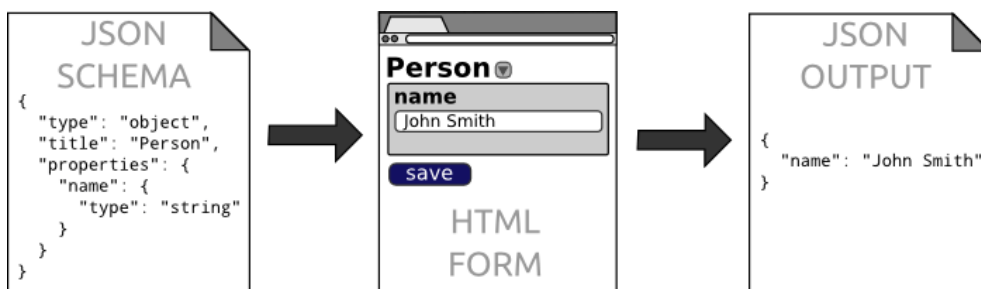 JSON
SCHEMA
{
  "type": "object",
  "title": "Person",
  "properties": {
    "name": {
      "type": "string"
    }
  }
}
Person
name
John Smith
save
HTML
FORM
JSON
OUTPUT
{
  "name": "John Smith"
}